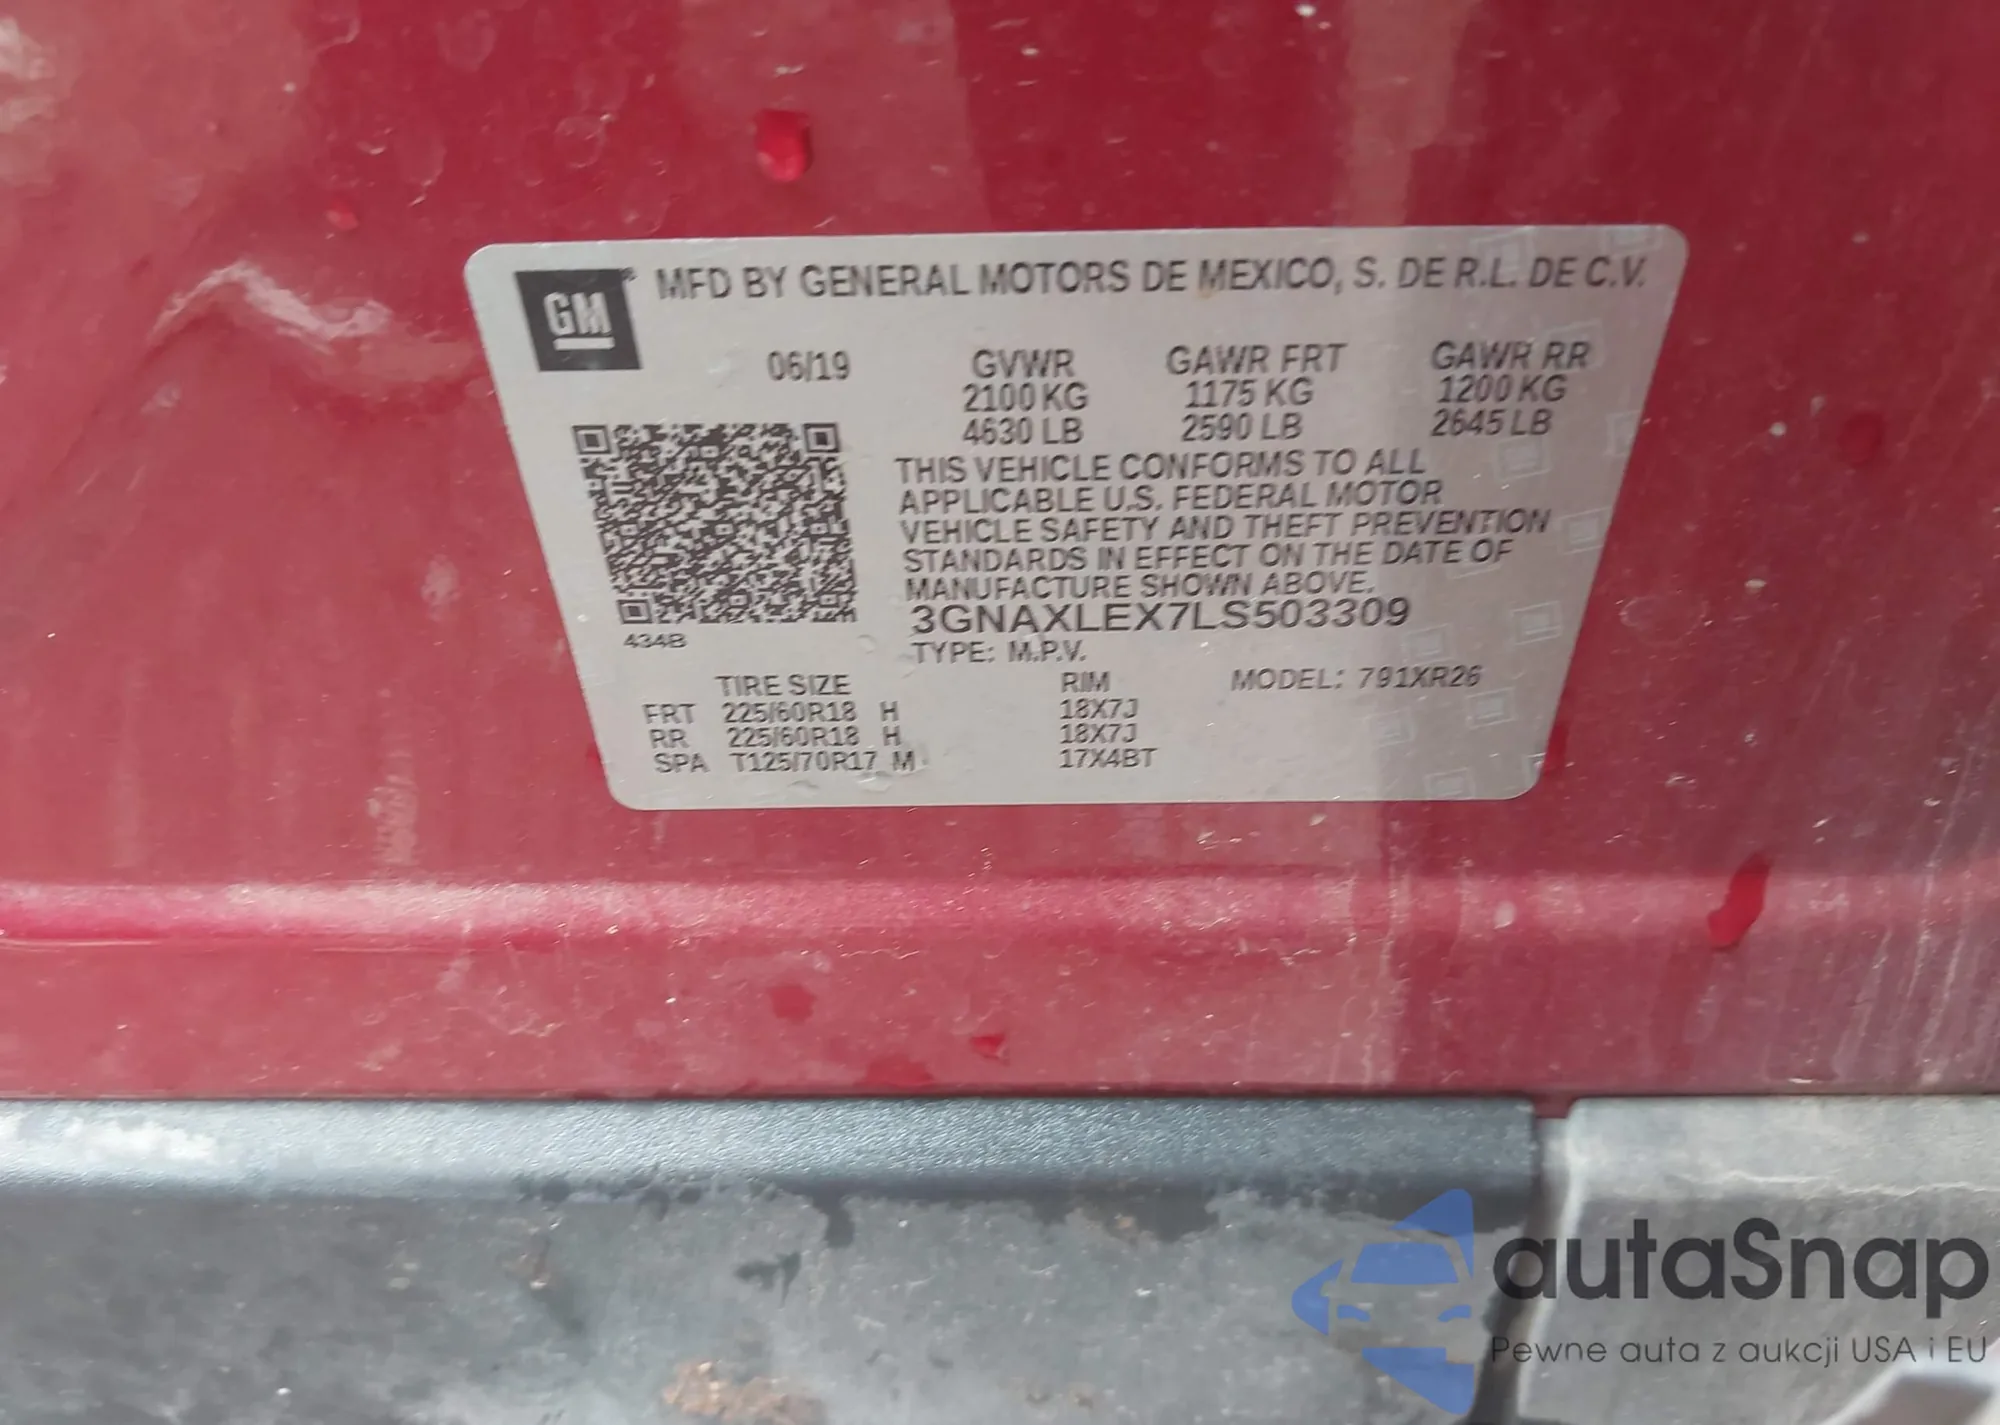 GM
MFD BY GENERAL MOTORS DE MEXICO, S. DE R.L. DE C.V.
06/19 GVWR GAWR FRT GAWR RR
2100 KG 1175 KG 1200 KG
4630 LB 2590 LB 2645 LB
THIS VEHICLE CONFORMS TO ALL
APPLICABLE U.S. FEDERAL MOTOR
VEHICLE SAFETY AND THEFT PREVENTION
STANDARDS IN EFFECT ON THE DATE OF
MANUFACTURE SHOWN ABOVE.
3GNAXLEX7LS503309
434B
TYPE: M.P.V.
TIRE SIZE RIM MODEL: 791XR26
FRT 225/60R18 H 18X7J
RR 225/60R18 H 18X7J
SPA T125/70R17 M 17X4BT
autaSnap
Pewne auta z aukcji USA i EU